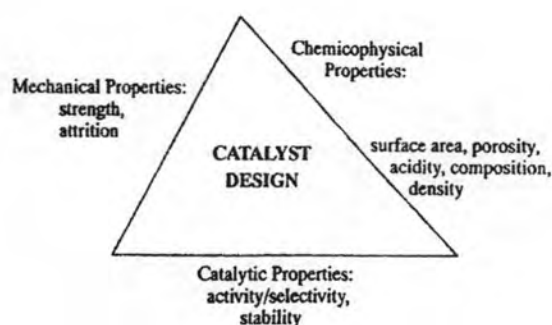 Chemicophysical
Properties:
Mechanical Properties:
strength,
attrition
surface area, porosity,
acidity, composition,
density
CATALYST
DESIGN
Catalytic Properties:
activity/selectivity,
stability